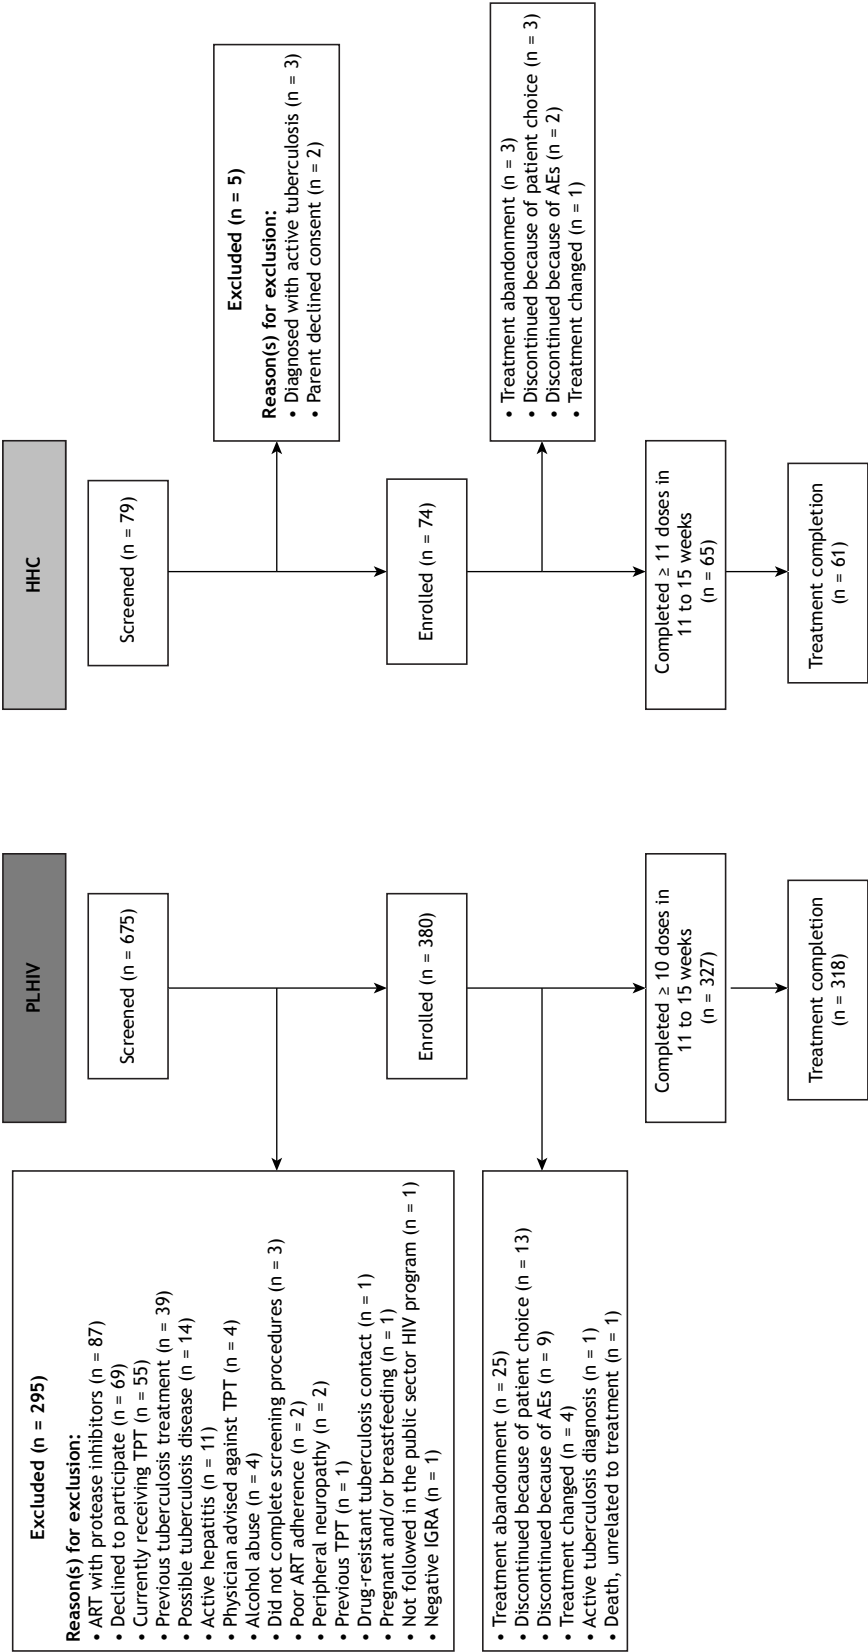 PLHIV
Screened (n = 675)
Excluded (n = 295)
Reason(s) for exclusion:
• ART with protease inhibitors (n = 87)
• Declined to participate (n = 69)
• Currently receiving TPT (n = 55)
• Previous tuberculosis treatment (n = 39)
• Possible tuberculosis disease (n = 14)
• Active hepatitis (n = 11)
• Physician advised against TPT (n = 4)
• Alcohol abuse (n = 4)
• Did not complete screening procedures (n = 3)
• Poor ART adherence (n = 2)
• Peripheral neuropathy (n = 2)
• Previous TPT (n = 1)
• Drug-resistant tuberculosis contact (n = 1)
• Pregnant and/or breastfeeding (n = 1)
• Not followed in the public sector HIV program (n = 1)
• Negative IGRA (n = 1)
Enrolled (n = 380)
• Treatment abandonment (n = 25)
• Discontinued because of patient choice (n = 13)
• Discontinued because of AEs (n = 9)
• Treatment changed (n = 4)
• Active tuberculosis diagnosis (n = 1)
• Death, unrelated to treatment (n = 1)
Completed ≥ 10 doses in
11 to 15 weeks
(n = 327)
Treatment completion
(n = 318)
HHC
Screened (n = 79)
Excluded (n = 5)
Reason(s) for exclusion:
• Diagnosed with active tuberculosis (n = 3)
• Parent declined consent (n = 2)
Enrolled (n = 74)
• Treatment abandonment (n = 3)
• Discontinued because of patient choice (n = 3)
• Discontinued because of AEs (n = 2)
• Treatment changed (n = 1)
Completed ≥ 11 doses in
11 to 15 weeks
(n = 65)
Treatment completion
(n = 61)